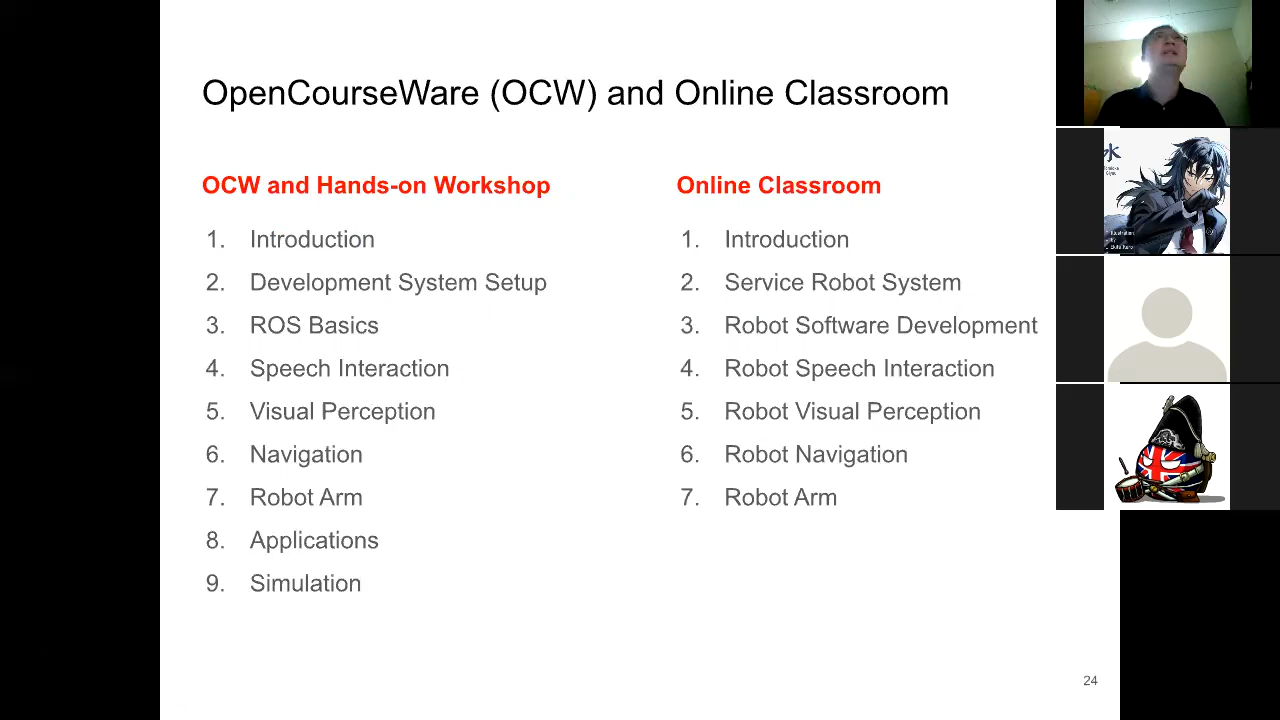 OpenCourseWare (OCW) and Online Classroom
OCW and Hands-on Workshop
1. Introduction
2. Development System Setup
3. ROS Basics
4. Speech Interaction
5. Visual Perception
6. Navigation
7. Robot Arm
8. Applications
9. Simulation
Online Classroom
1. Introduction
2. Service Robot System
3. Robot Software Development
4. Robot Speech Interaction
5. Robot Visual Perception
6. Robot Navigation
7. Robot Arm
24
水
Illustration
by